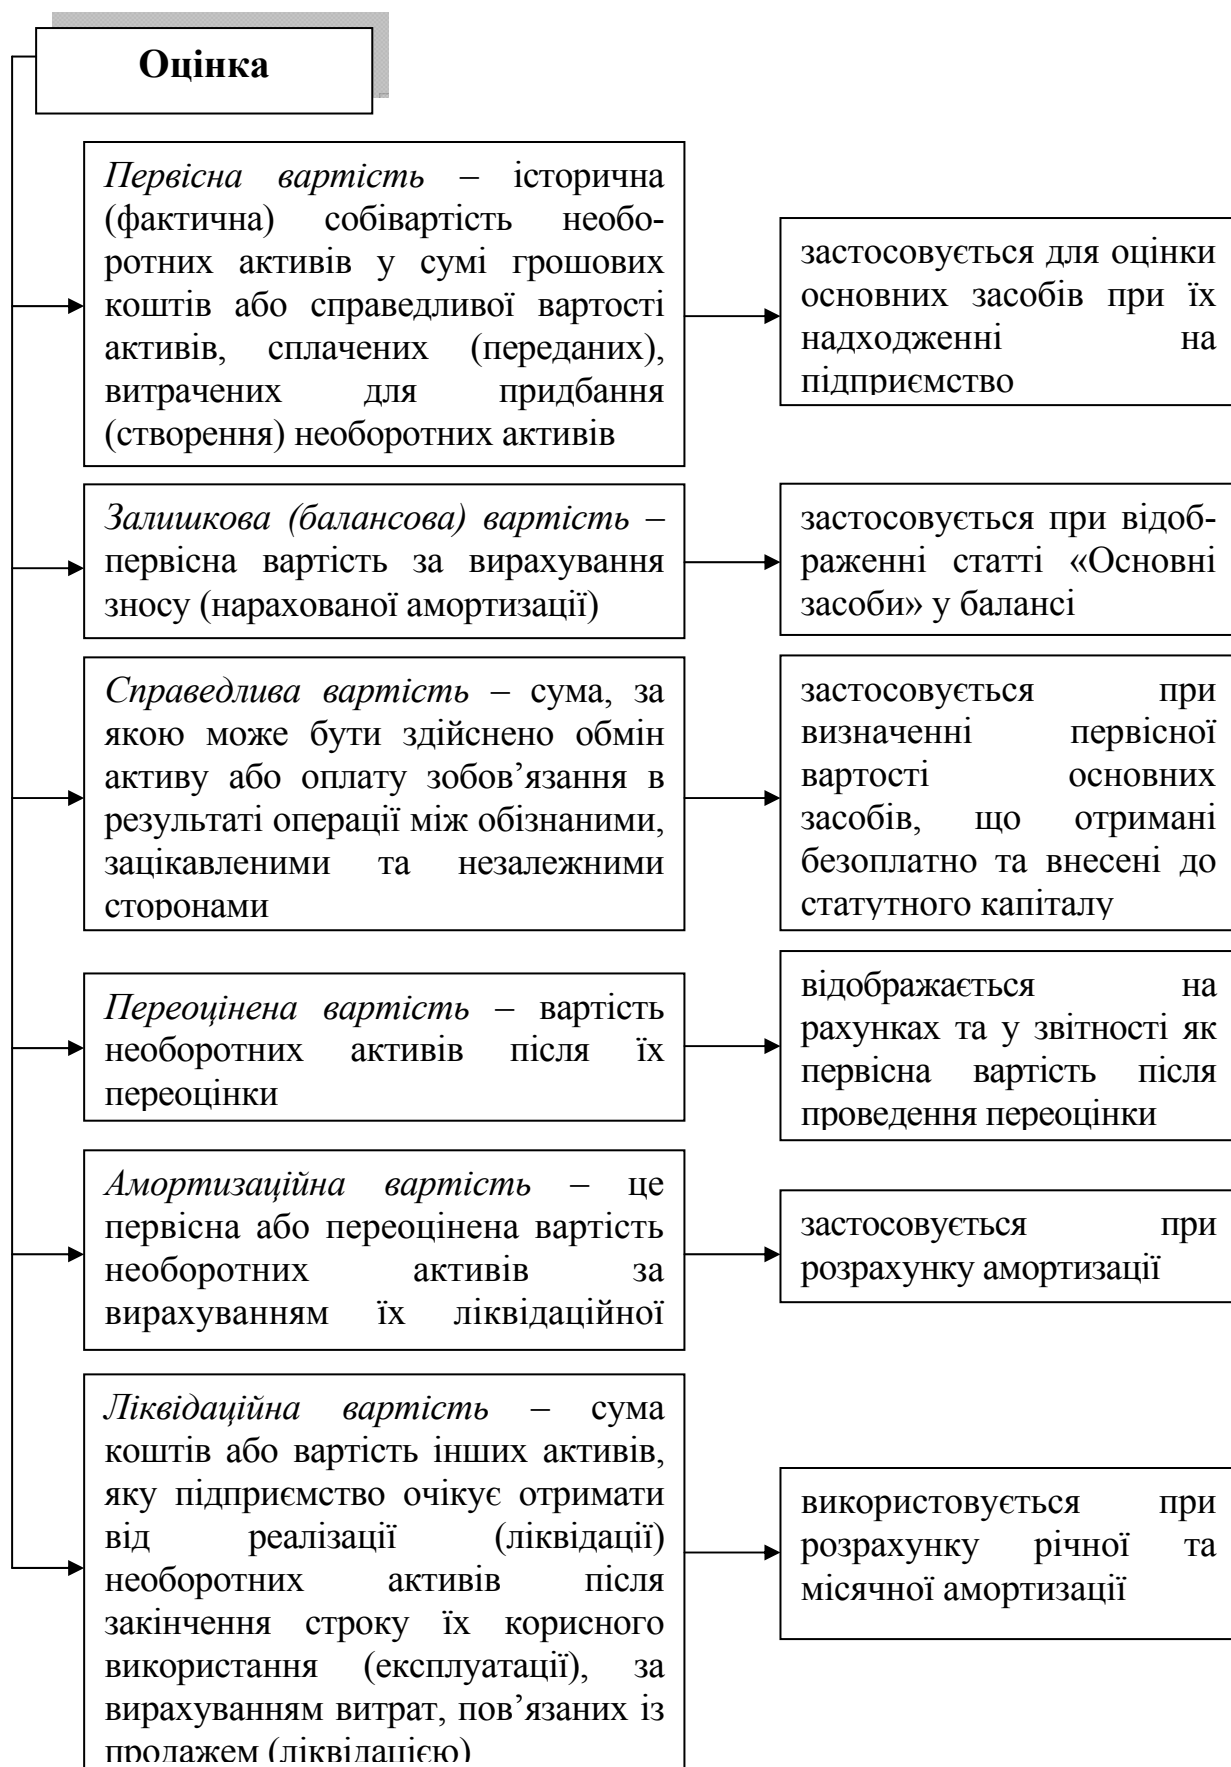 Оцінка
Первісна вартість – історична
(фактична) собівартість необо-
ротних активів у сумі грошових
коштів або справедливої вартості
активів, сплачених (переданих),
витрачених для придбання
(створення) необоротних активів
застосовується для оцінки
основних засобів при їх
надходженні на
підприємство
Залишкова (балансова) вартість –
первісна вартість за вирахування
зносу (нарахованої амортизації)
застосовується при відоб-
раженні статті «Основні
засоби» у балансі
Справедлива вартість – сума, за
якою може бути здійснено обмін
активу або оплату зобов’язання в
результаті операції між обізнаними,
зацікавленими та незалежними
сторонами
застосовується при
визначенні первісної
вартості основних
засобів, що отримані
безоплатно та внесені до
статутного капіталу
Переоцінена вартість – вартість
необоротних активів після їх
переоцінки
відображається на
рахунках та у звітності як
первісна вартість після
проведення переоцінки
Амортизаційна вартість – це
первісна або переоцінена вартість
необоротних активів за
вирахуванням їх ліквідаційної
застосовується при
розрахунку амортизації
Ліквідаційна вартість – сума
коштів або вартість інших активів,
яку підприємство очікує отримати
від реалізації (ліквідації)
необоротних активів після
закінчення строку їх корисного
використання (експлуатації), за
вирахуванням витрат, пов’язаних із
продажем (ліквідацією)
використовується при
розрахунку річної та
місячної амортизації